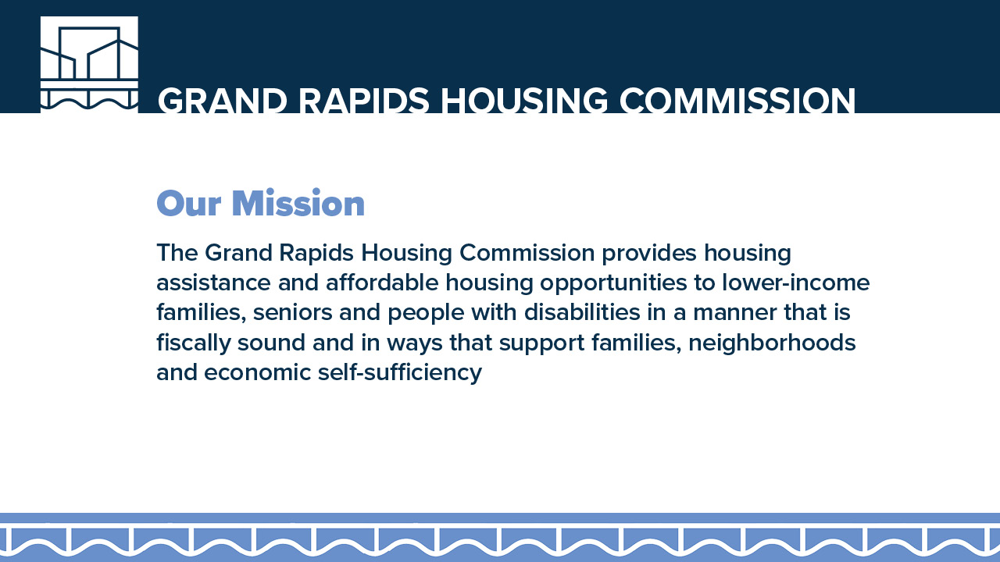 GRAND RAPIDS HOUSING COMMISSION
Our Mission
The Grand Rapids Housing Commission provides housing
assistance and affordable housing opportunities to lower-income
families, seniors and people with disabilities in a manner that is
fiscally sound and in ways that support families, neighborhoods
and economic self-sufficiency